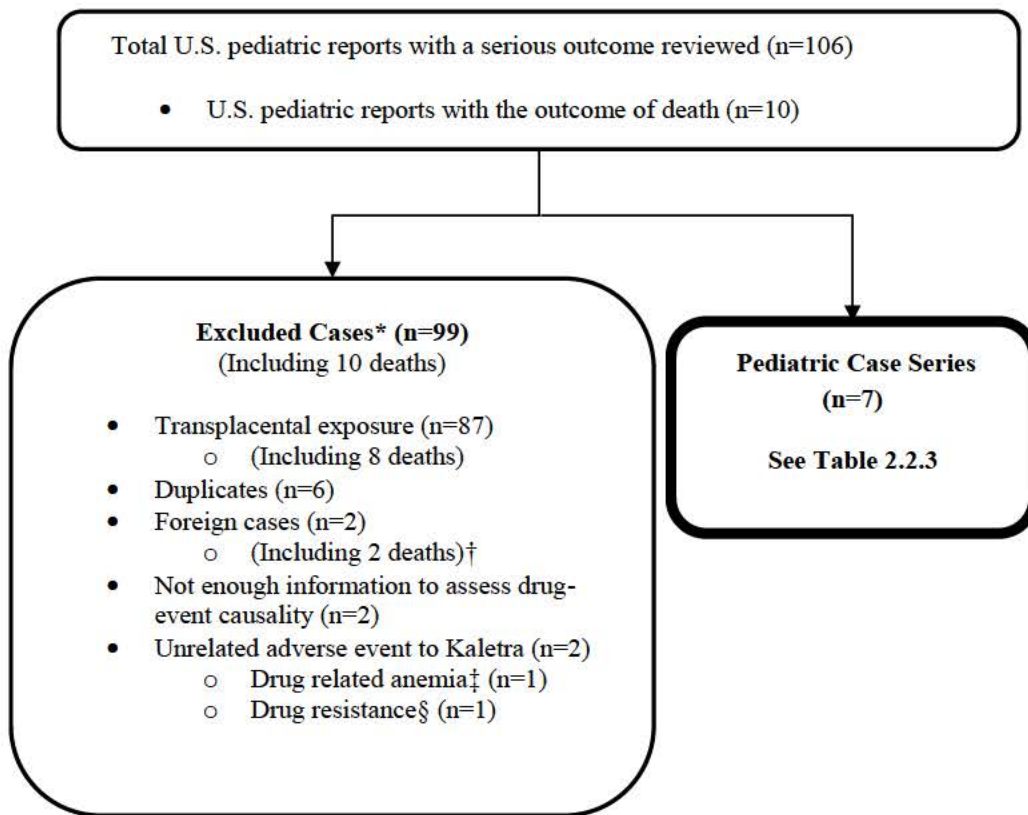 Total U.S. pediatric reports with a serious outcome reviewed (n=106)
• U.S. pediatric reports with the outcome of death (n=10)
Excluded Cases* (n=99)
(Including 10 deaths)
• Transplacental exposure (n=87)
o (Including 8 deaths)
• Duplicates (n=6)
• Foreign cases (n=2)
o (Including 2 deaths)†
• Not enough information to assess drug-
event causality (n=2)
• Unrelated adverse event to Kaletra (n=2)
o Drug related anemia‡ (n=1)
o Drug resistance§ (n=1)
Pediatric Case Series
(n=7)
See Table 2.2.3